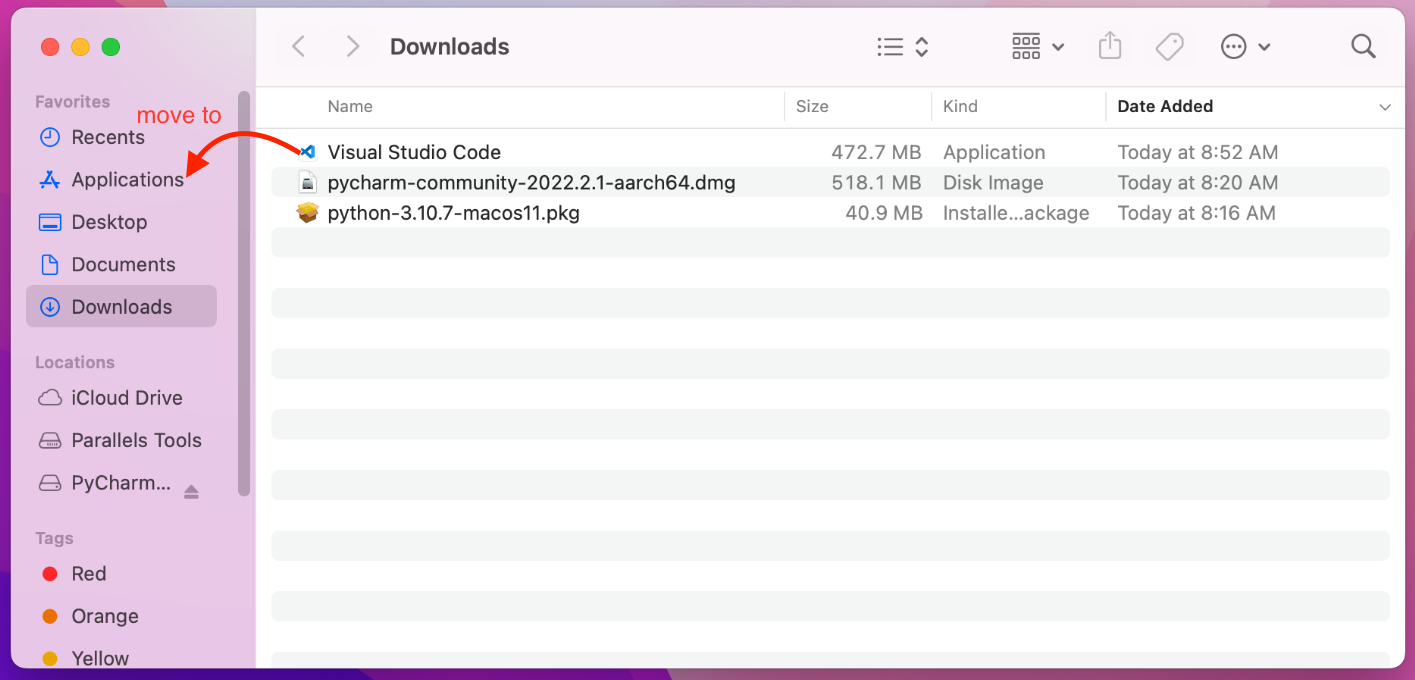 Downloads
Favorites
move to
Recents
Applications
Desktop
Documents
Downloads
Locations
iCloud Drive
Parallels Tools
PyCharm...
Tags
Red
Orange
Yellow
Name Size Kind Date Added
Visual Studio Code 472.7 MB Application Today at 8:52 AM
pycharm-community-2022.2.1-aarch64.dmg 518.1 MB Disk Image Today at 8:20 AM
python-3.10.7-macos11.pkg 40.9 MB Installe...ackage Today at 8:16 AM